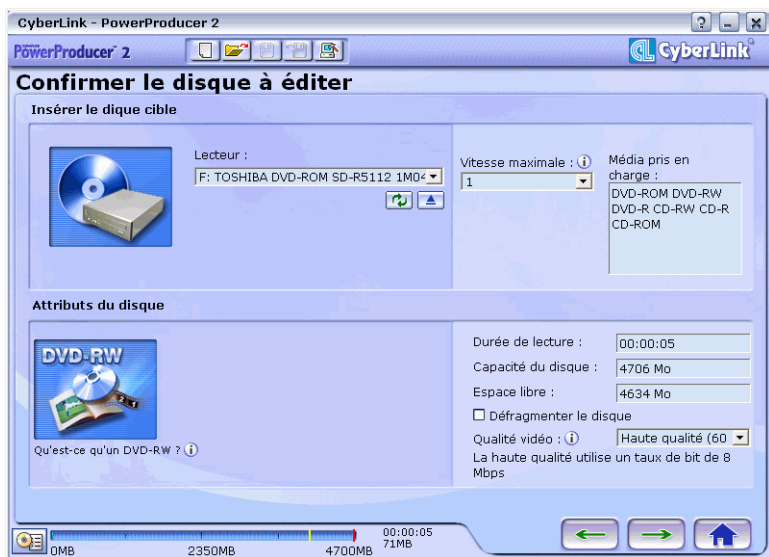 CyberLink - PowerProducer 2
PowerProducer 2
CyberLink
Confirmer le disque à éditer
Insérer le dique cible
Lecteur :
F: TOSHIBA DVD-ROM SD-R5112 1M04
Vitesse maximale :
1
Média pris en
charge :
DVD-ROM DVD-RW
DVD-R CD-RW CD-R
CD-ROM
Attributs du disque
DVD-RW
Qu'est-ce qu'un DVD-RW ?
Durée de lecture :
00:00:05
Capacité du disque :
4706 Mo
Espace libre :
4634 Mo
Défragmenter le disque
Qualité vidéo :
Haute qualité (60
La haute qualité utilise un taux de bit de 8
Mbps
0MB
2350MB
4700MB
00:00:05
71MB